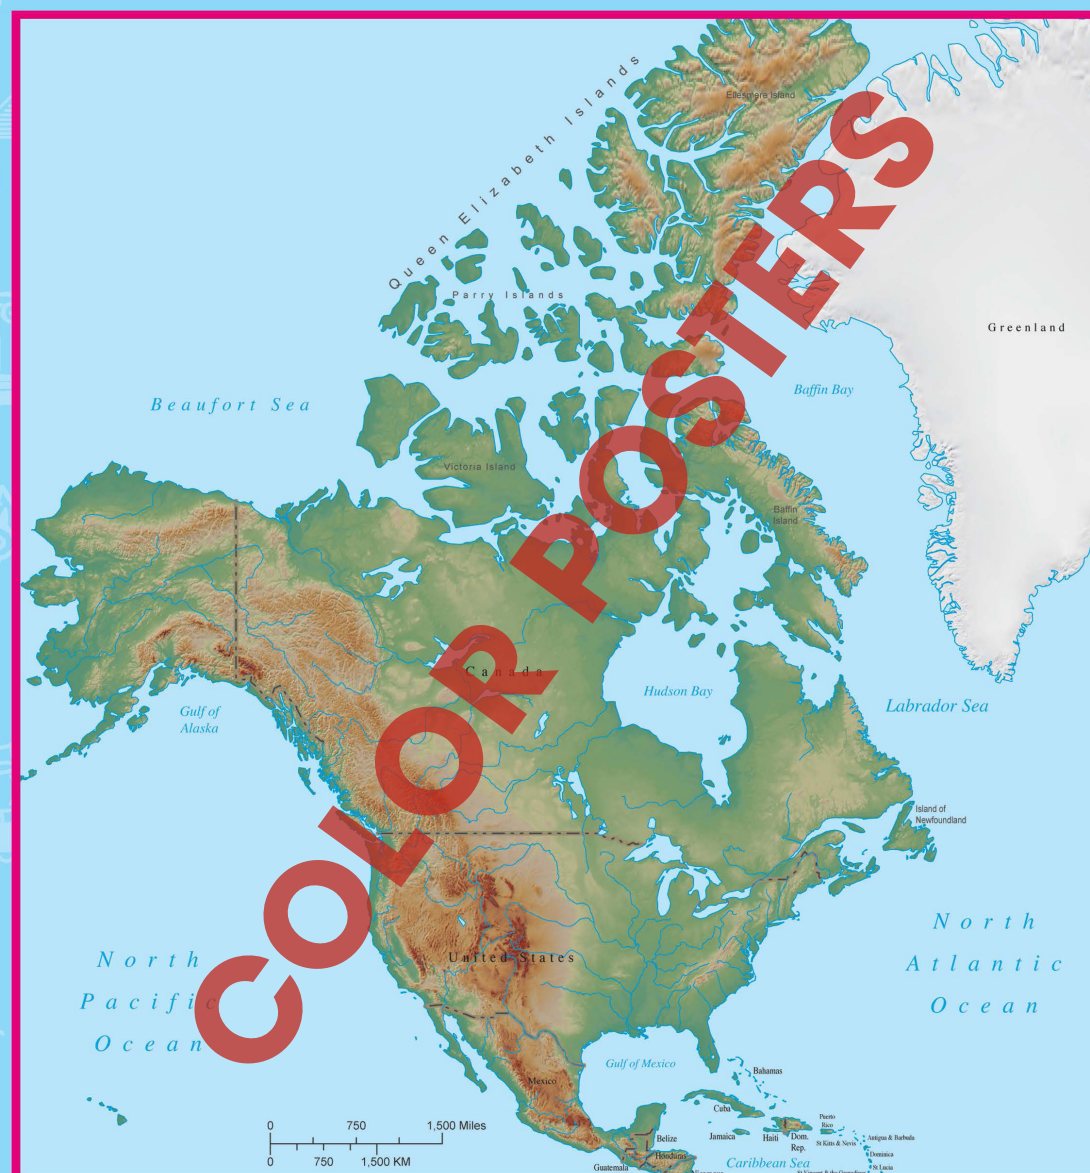 Queen Elizabeth Islands
Ellesmere Island
Parry Islands
Greenland
Baffin Bay
Beaufort Sea
Victoria Island
Baffin
Island
COLOR POSTERS
Canada
Hudson Bay
Gulf of
Alaska
Labrador Sea
Island of
Newfoundland
North
Pacific
Ocean
United States
North
Atlantic
Ocean
Gulf of Mexico
Mexico
Bahamas
Cuba
Jamaica
Haiti
Dom.
Rep.
Puerto
Rico
St Kitts & Nevis
Antigua & Barbuda
Dominica
St Lucia
Belize
Honduras
Guatemala
Caribbean Sea
0 750 1,500 Miles
0 750 1,500 KM